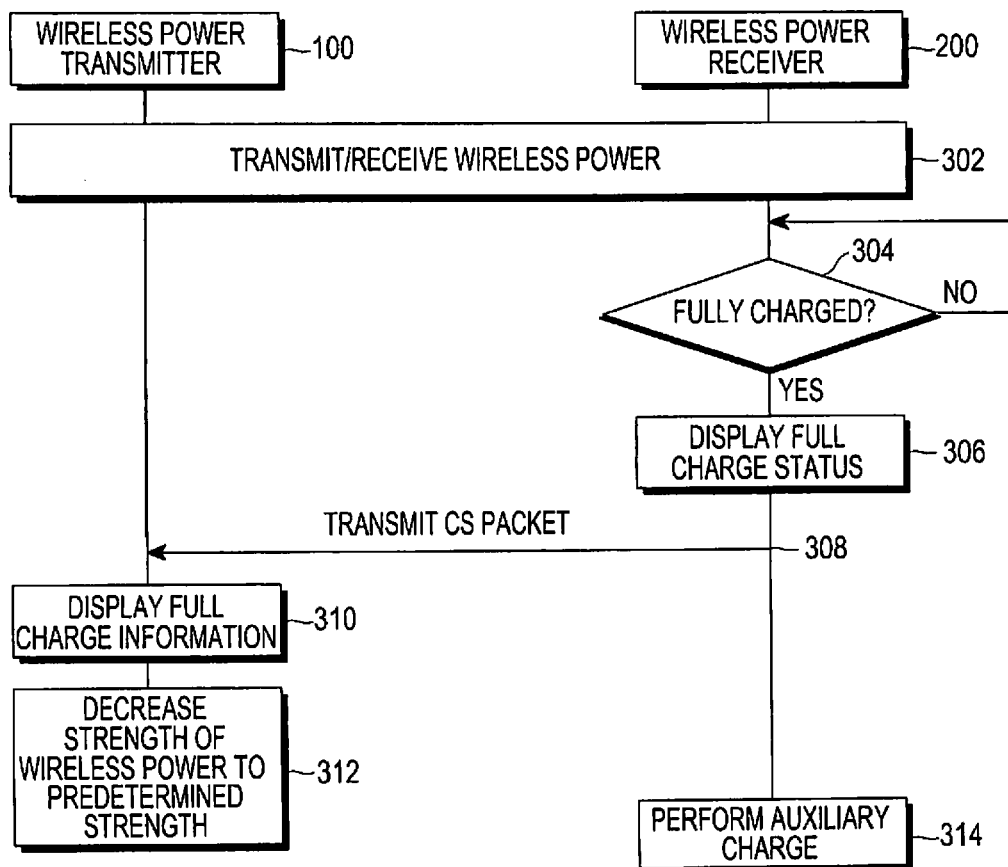 WIRELESS POWER
TRANSMITTER
100
WIRELESS POWER
RECEIVER
200
TRANSMIT/RECEIVE WIRELESS POWER
302
304
FULLY CHARGED?
NO
YES
DISPLAY FULL
CHARGE STATUS
306
TRANSMIT CS PACKET
308
DISPLAY FULL
CHARGE INFORMATION
310
DECREASE
STRENGTH OF
WIRELESS POWER TO
PREDETERMINED
STRENGTH
312
PERFORM AUXILIARY
CHARGE
314